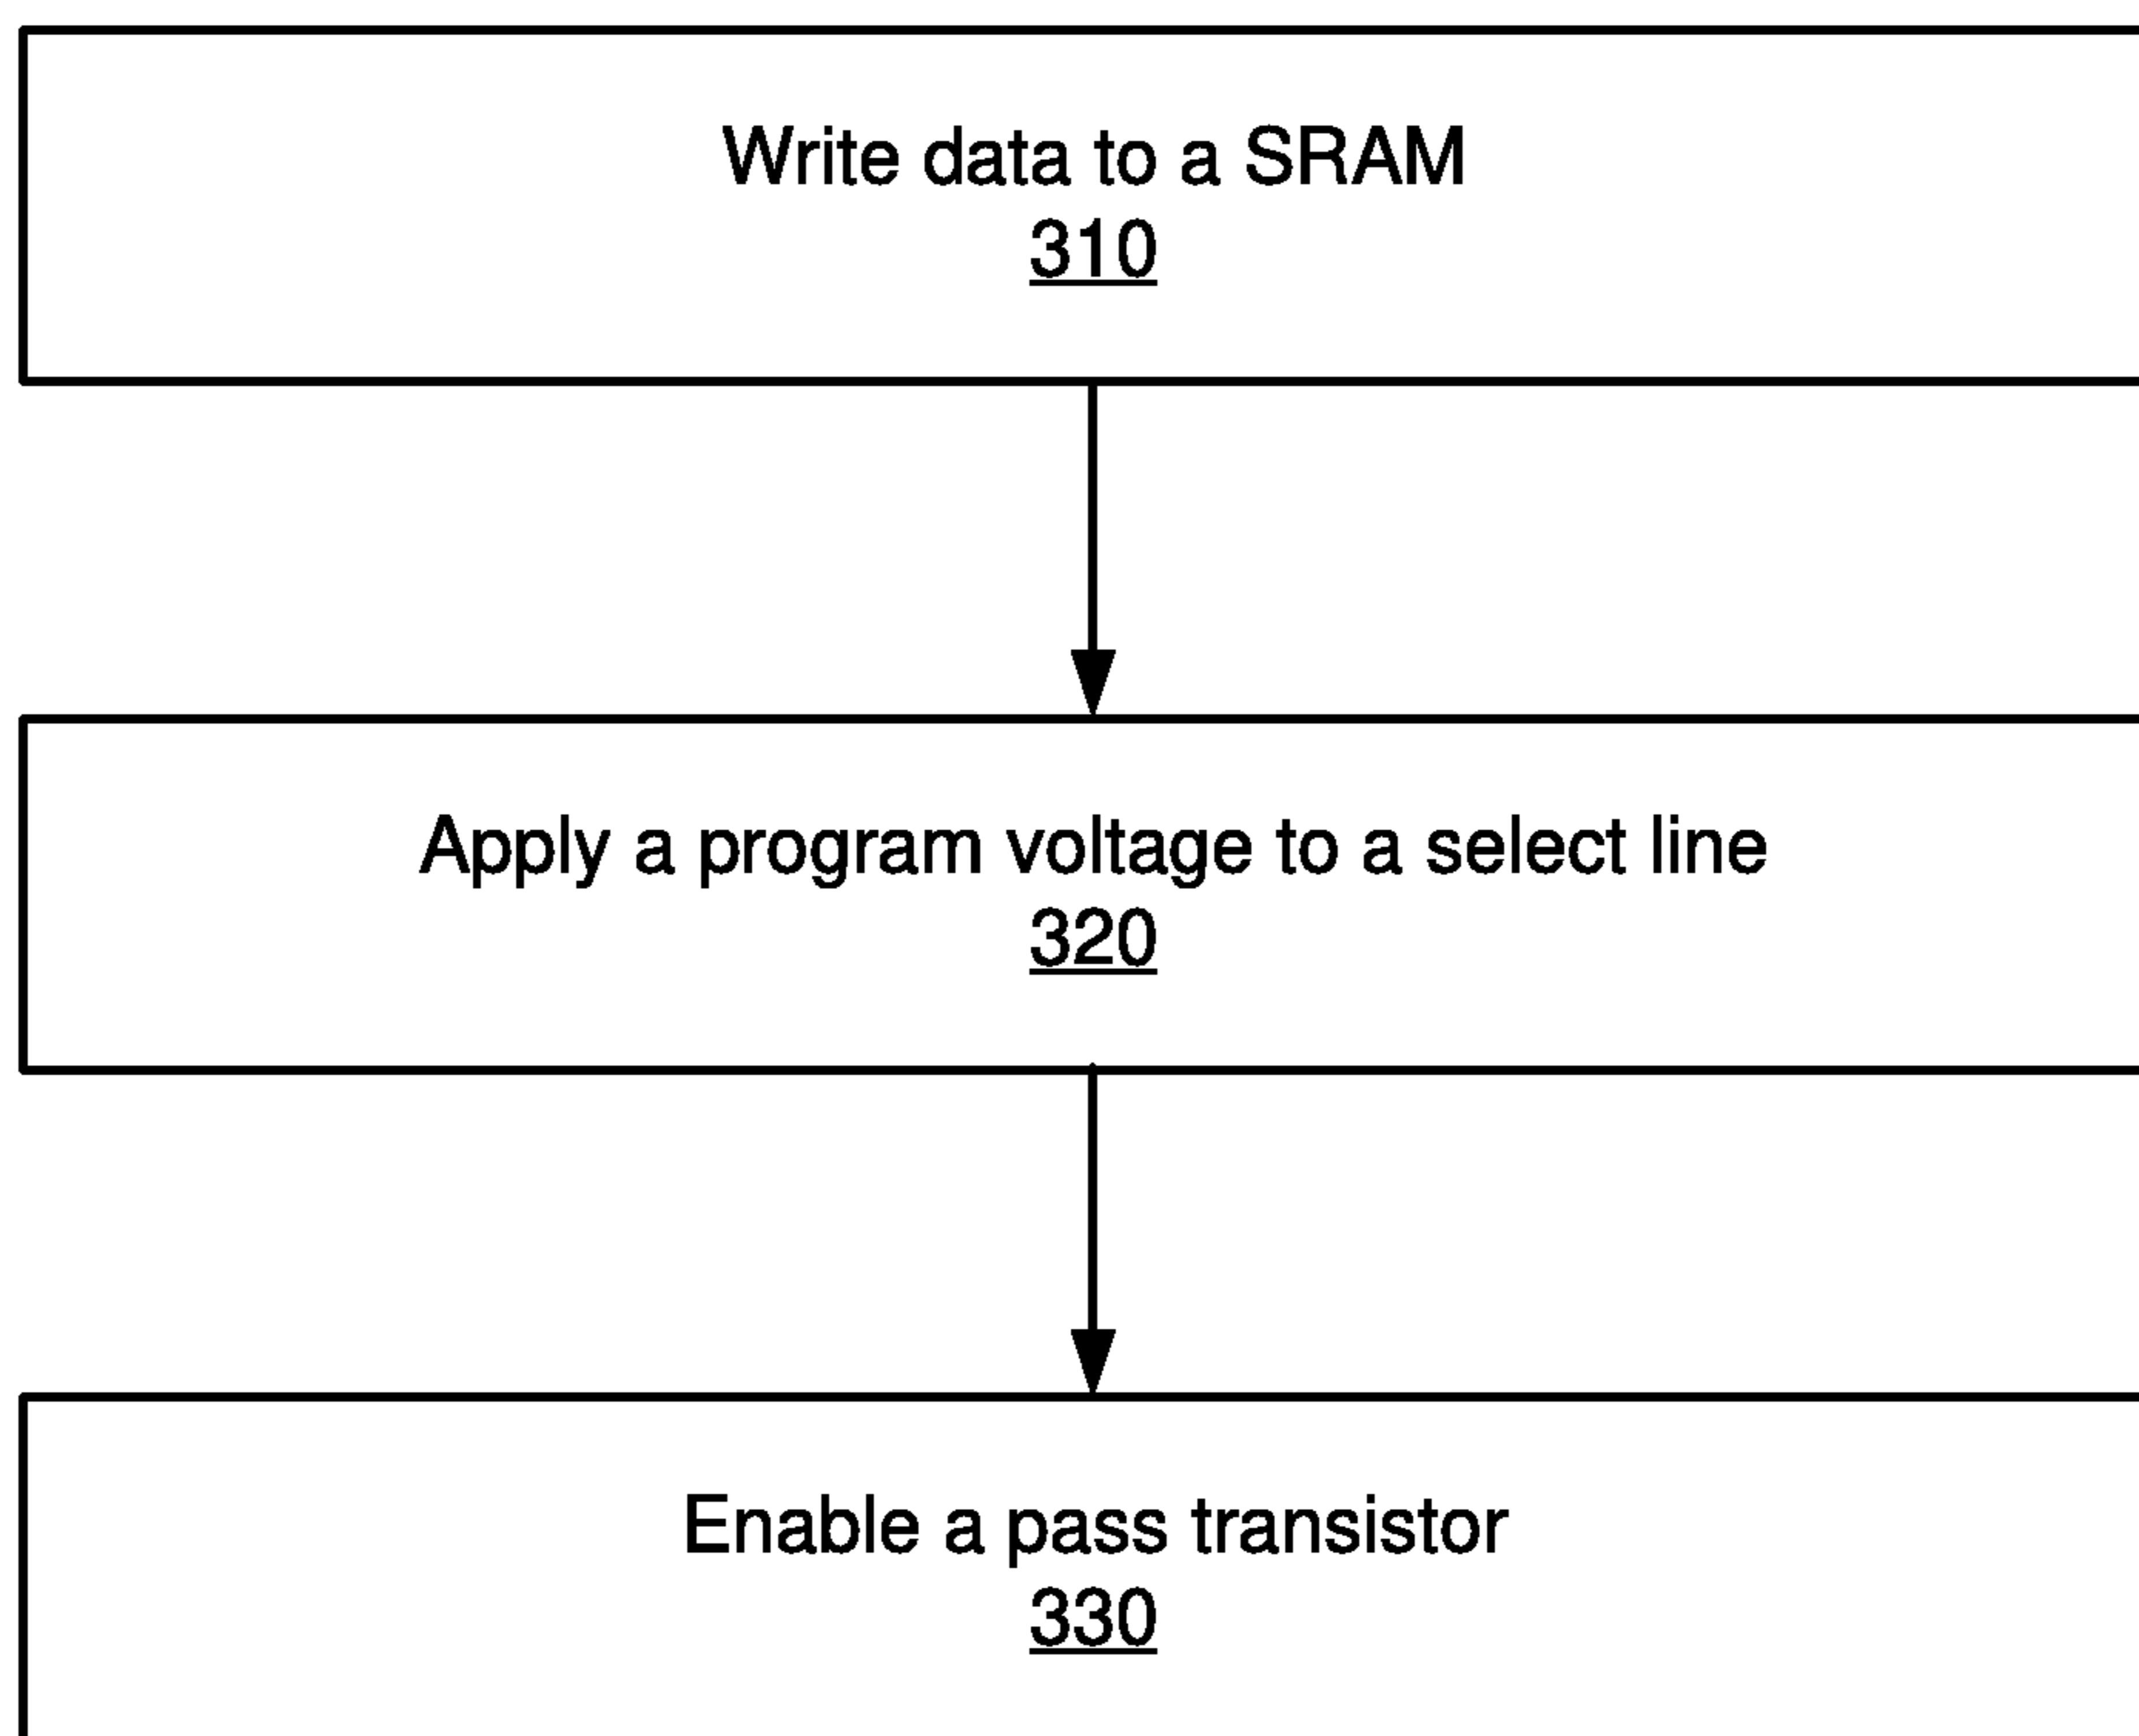 Write data to a SRAM
310
Apply a program voltage to a select line
320
Enable a pass transistor
330